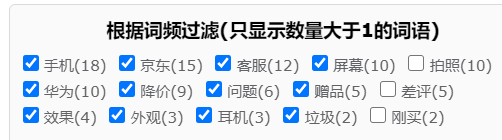 根据词频过滤(只显示数量大于1的词语)
手机(18) 京东(15) 客服(12) 屏幕(10) 拍照(10)
华为(10) 降价(9) 问题(6) 赠品(5) 差评(5)
效果(4) 外观(3) 耳机(3) 垃圾(2) 刚买(2)